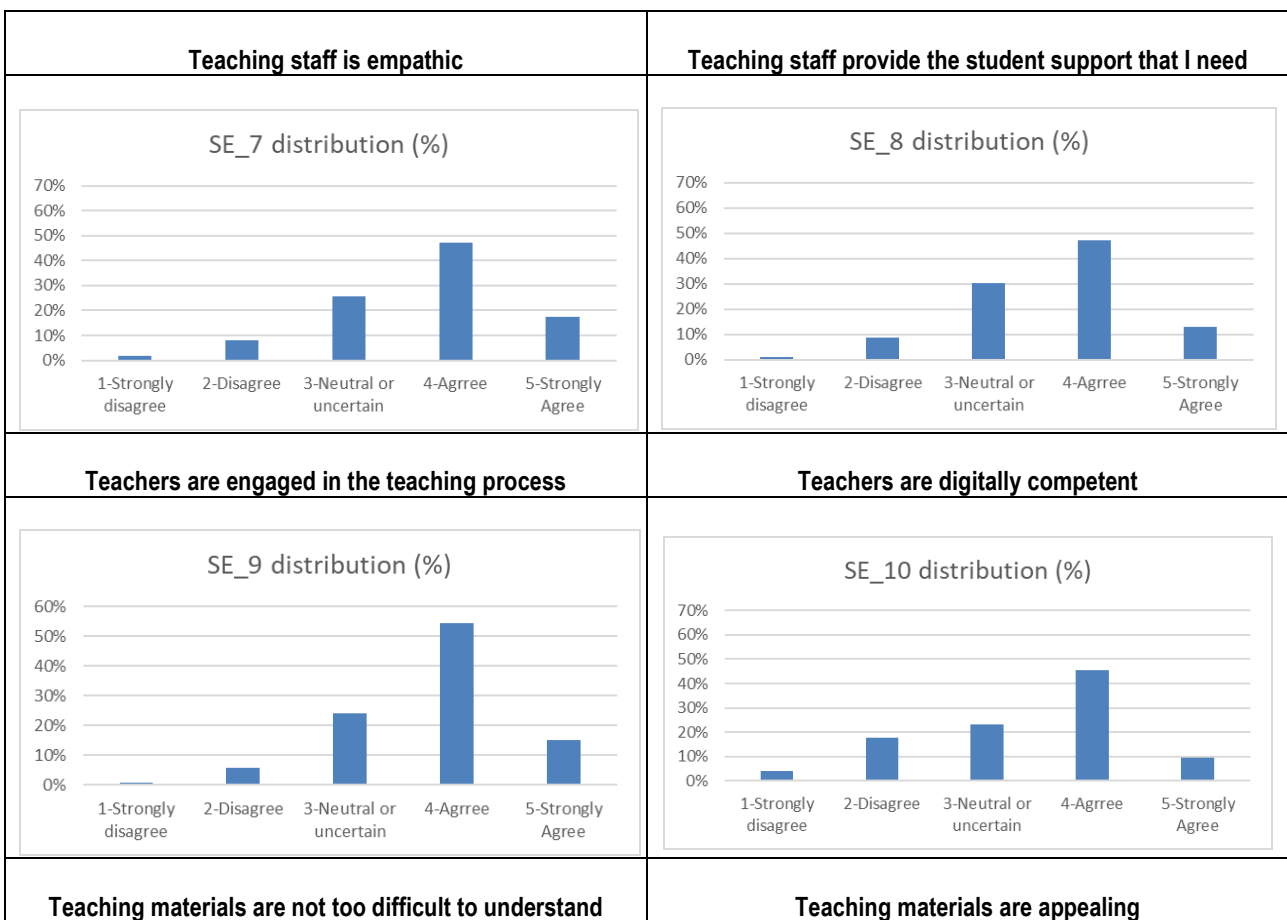 Teaching staff is empathic
Teaching staff provide the student support that I need
SE_7 distribution (%)
70%
60%
50%
40%
30%
20%
10%
0%
1-Strongly disagree
2-Disagree
3-Neutral or uncertain
4-Agrree
5-Strongly Agree
SE_8 distribution (%)
70%
60%
50%
40%
30%
20%
10%
0%
1-Strongly disagree
2-Disagree
3-Neutral or uncertain
4-Agrree
5-Strongly Agree
Teachers are engaged in the teaching process
Teachers are digitally competent
SE_9 distribution (%)
60%
50%
40%
30%
20%
10%
0%
1-Strongly disagree
2-Disagree
3-Neutral or uncertain
4-Agrree
5-Strongly Agree
SE_10 distribution (%)
70%
60%
50%
40%
30%
20%
10%
0%
1-Strongly disagree
2-Disagree
3-Neutral or uncertain
4-Agrree
5-Strongly Agree
Teaching materials are not too difficult to understand
Teaching materials are appealing